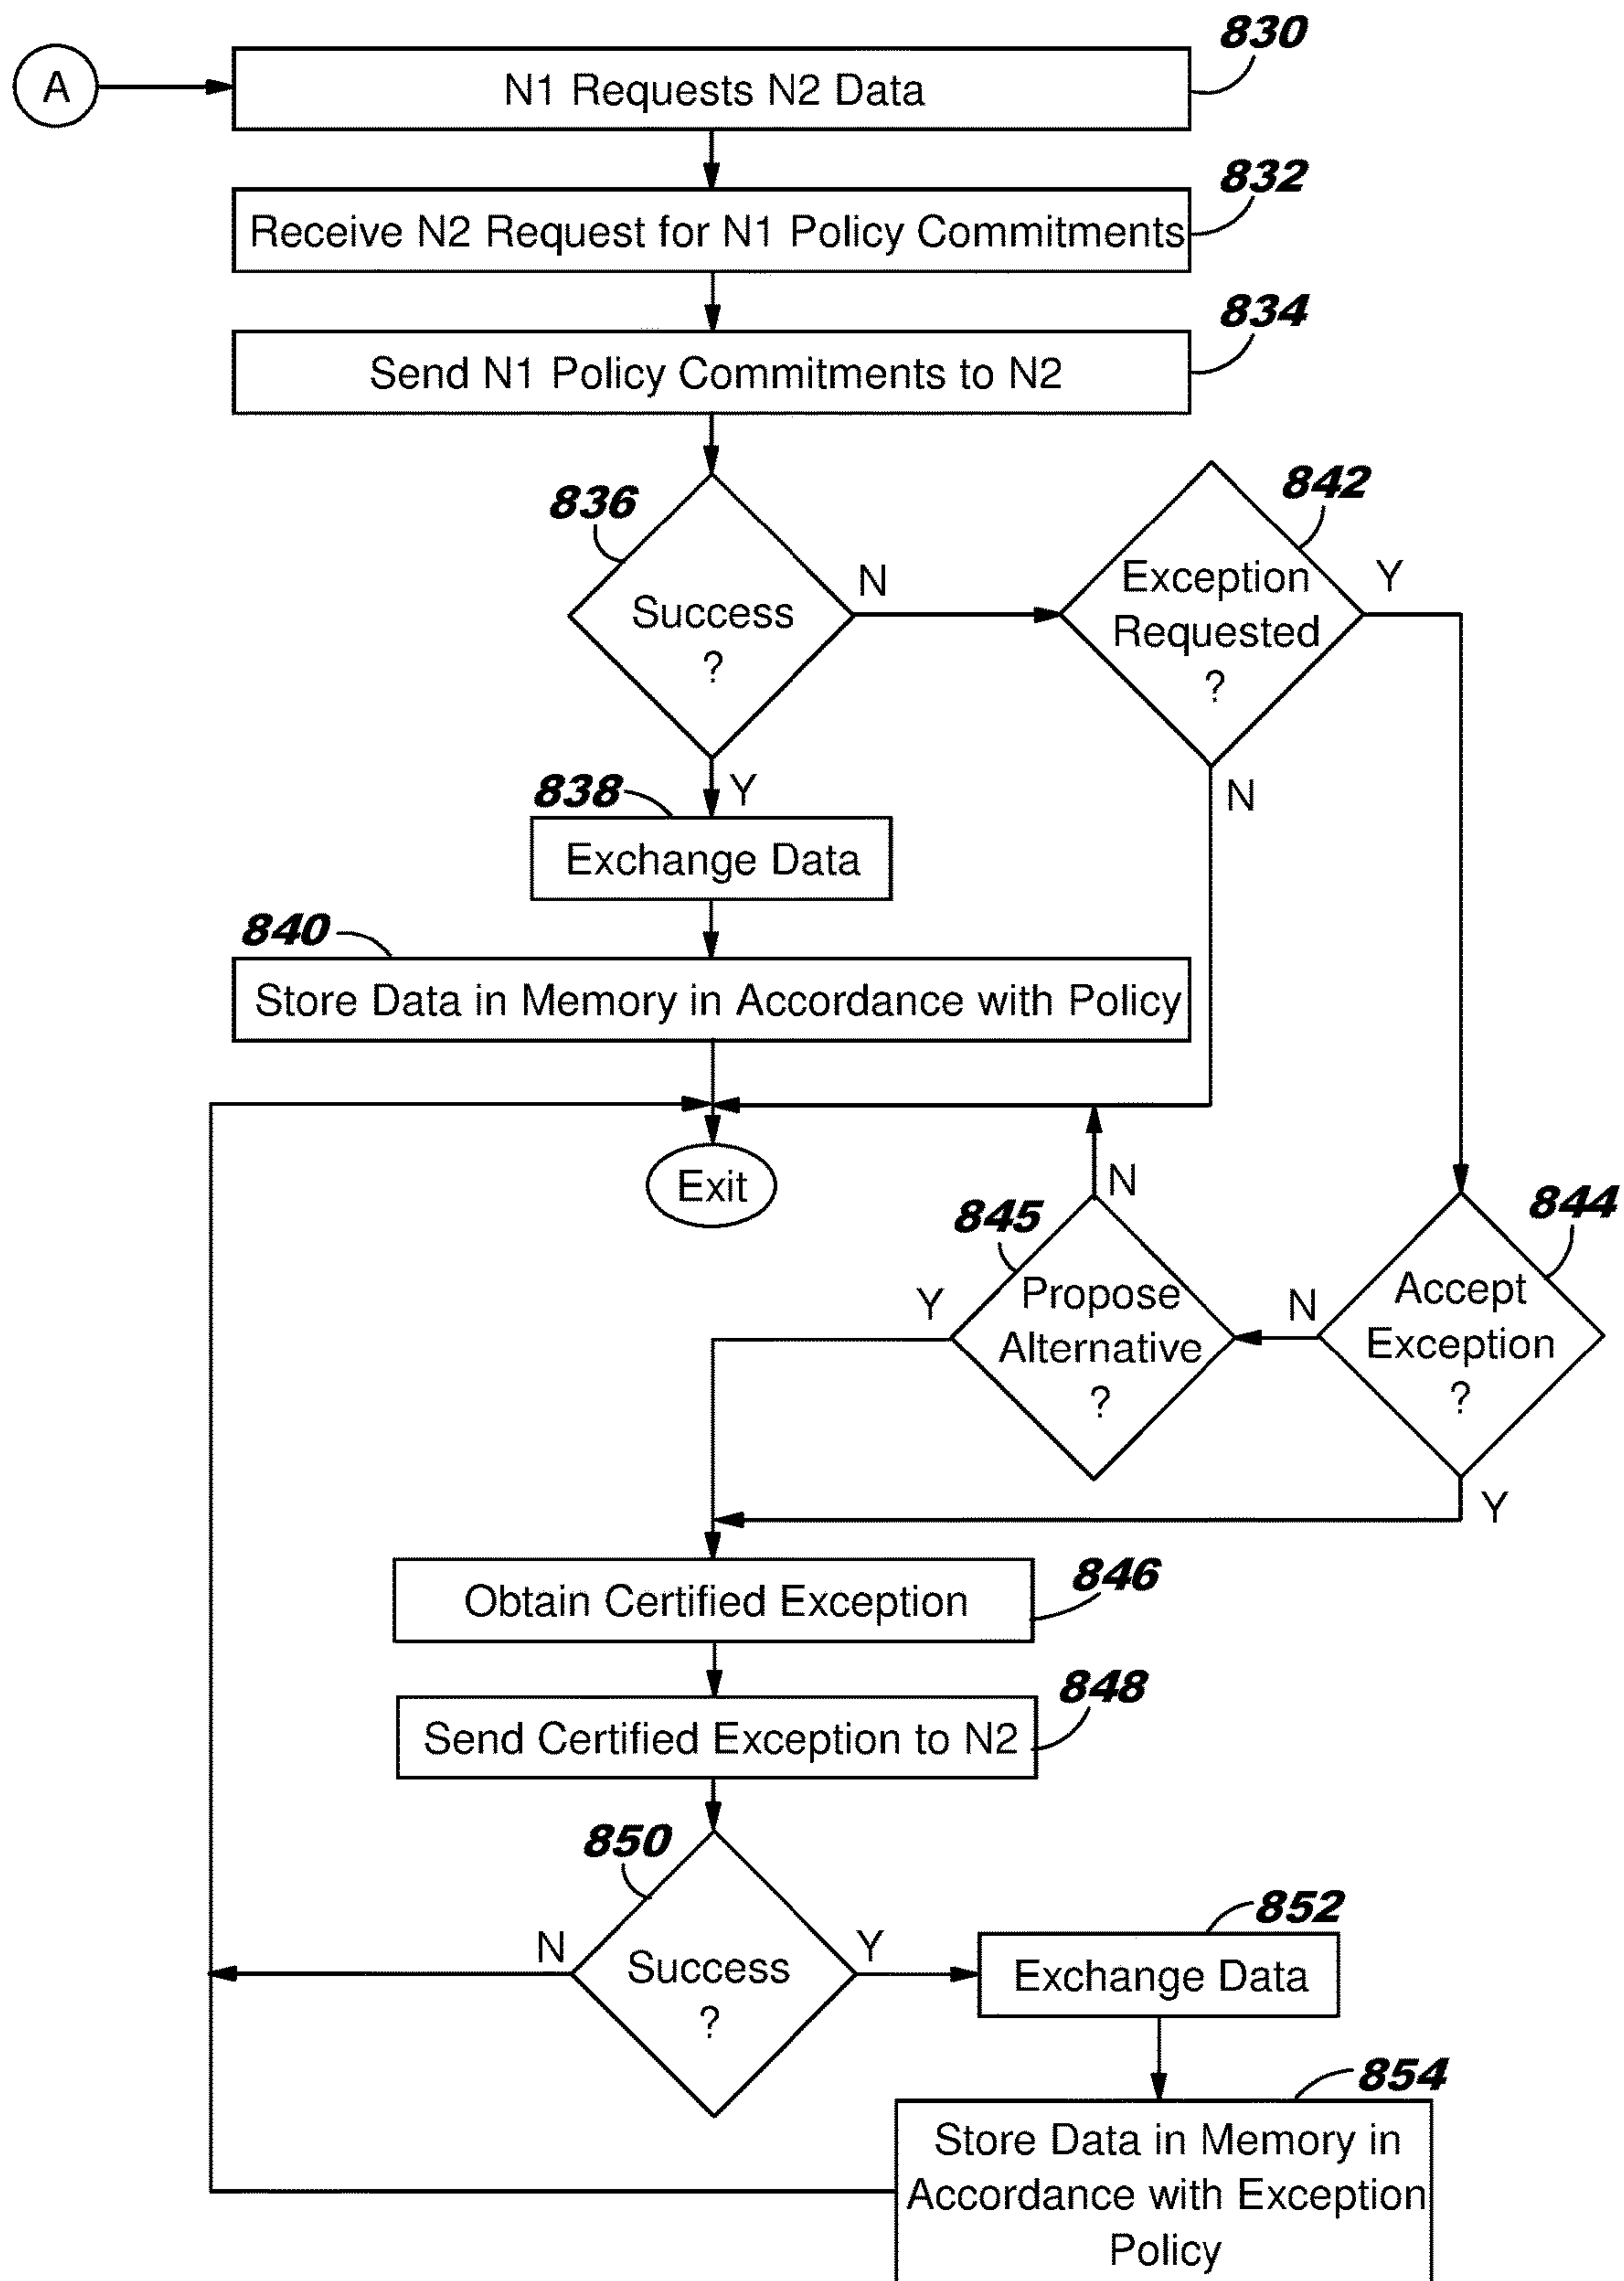 830
A
N1 Requests N2 Data
832
Receive N2 Request for N1 Policy Commitments
834
Send N1 Policy Commitments to N2
836
842
N
Y
Success
?
Exception
Requested
?
838
Y
N
Exchange Data
840
Store Data in Memory in Accordance with Policy
Exit
N
845
844
Y
Propose
Alternative
?
N
Accept
Exception
?
Y
846
Obtain Certified Exception
848
Send Certified Exception to N2
850
852
N
Y
Success
?
Exchange Data
854
Store Data in Memory in
Accordance with Exception
Policy